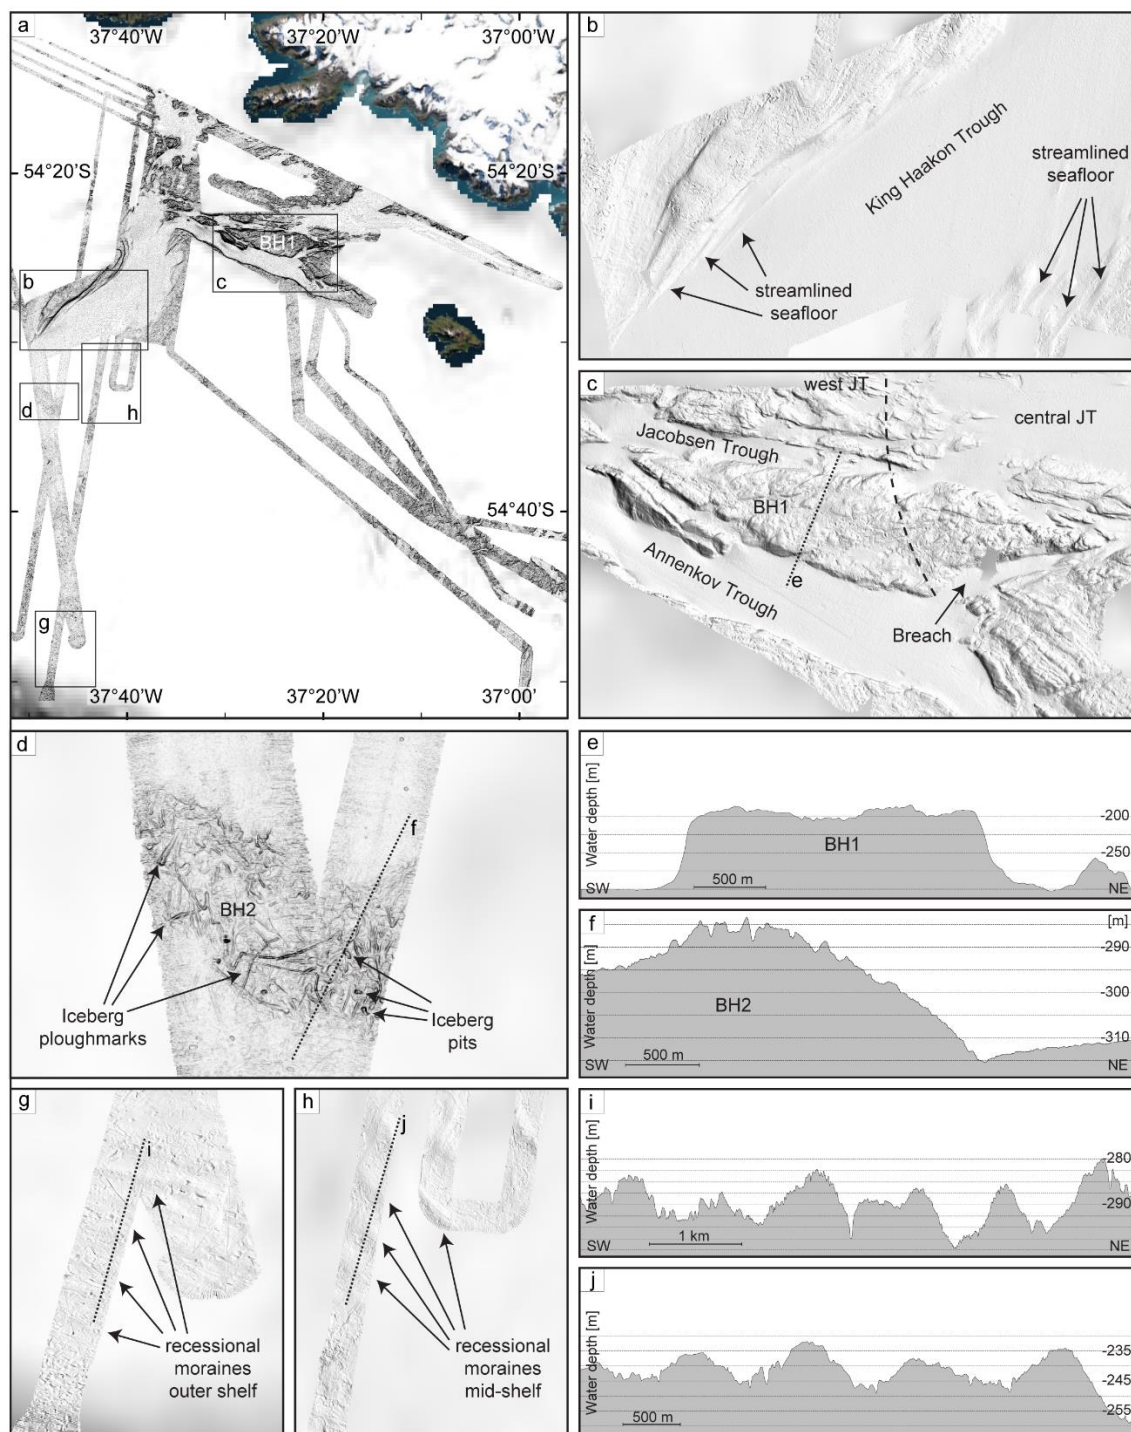 a
37°40'W
37°20'W
37°00'W
54°20'S
54°20'S
BH1
b
c
d
h
54°40'S
54°40'S
g
37°40'W
37°20'W
37°00'
b
King Haakon Trough
streamlined
seafloor
streamlined
seafloor
c
west JT
central JT
Jacobsen Trough
BH1
e
Annenkov Trough
Breach
d
f
BH2
Iceberg
ploughmarks
Iceberg
pits
e
Water depth [m]
-200
BH1
-250
500 m
SW
NE
f
[m]
Water depth [m]
-290
-300
BH2
-310
500 m
SW
NE
g
i
recessional
moraines
outer shelf
h
j
recessional
moraines
mid-shelf
i
Water depth [m]
-280
-290
1 km
SW
NE
j
Water depth [m]
-235
-245
-255
500 m